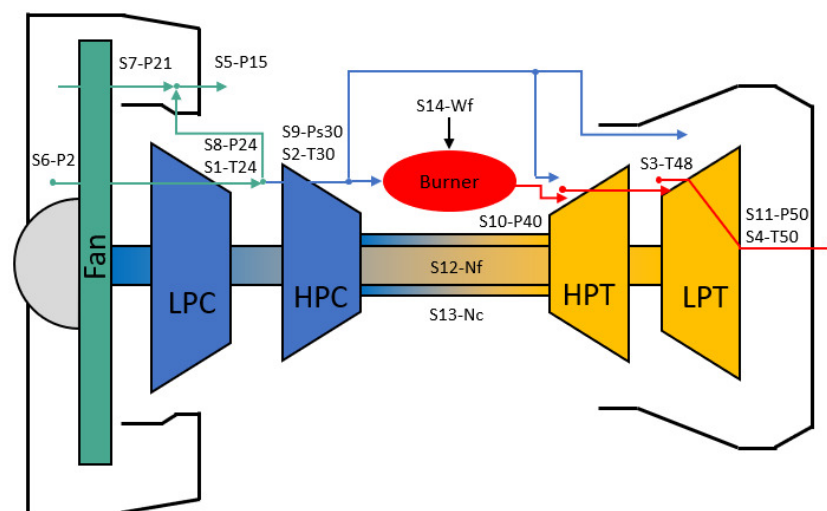 S7-P21
S5-P15
S14-Wf
S9-Ps30
S2-T30
S8-P24
S1-T24
S6-P2
Burner
S3-T48
S10-P40
S11-P50
S4-T50
Fan
LPC
HPC
S12-Nf
HPT
LPT
S13-Nc